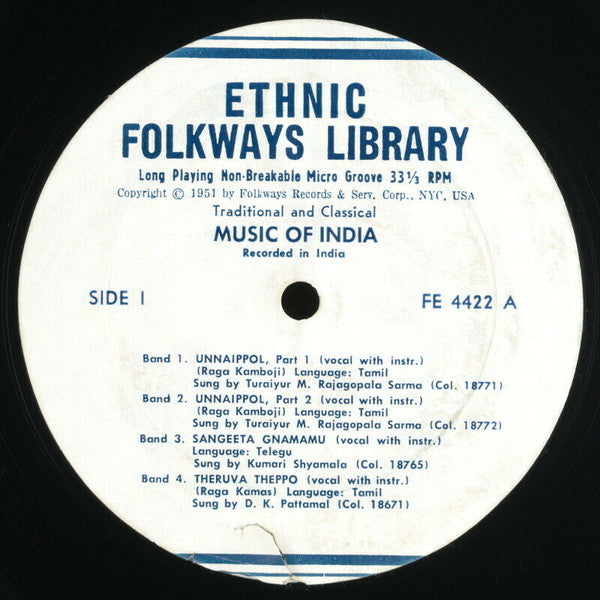 ETHNIC
FOLKWAYS LIBRARY
Long Playing Non-Breakable Micro Groove 33⅓ RPM
Copyright © 1951 by Folkways Records & Serv. Corp., NYC, USA
Traditional and Classical
MUSIC OF INDIA
Recorded in India
SIDE I FE 4422 A
Band 1. UNNAIPPOL, Part 1 (vocal with instr.)
(Raga Kamboji) Language: Tamil
Sung by Turaiyur M. Rajagopala Sarma (Col. 18771)
Band 2. UNNAIPPOL, Part 2 (vocal with instr.)
(Raga Kamboji) Language: Tamil
Sung by Turaiyur M. Rajagopala Sarma (Col. 18772)
Band 3. SANGEETA GNAMAMU (vocal with instr.)
Language: Telegu
Sung by Kumari Shyamala (Col. 18765)
Band 4. THERUVA THEPPO (vocal with instr.)
(Raga Kamas) Language: Tamil
Sung by D. K. Pattamal (Col. 18671)